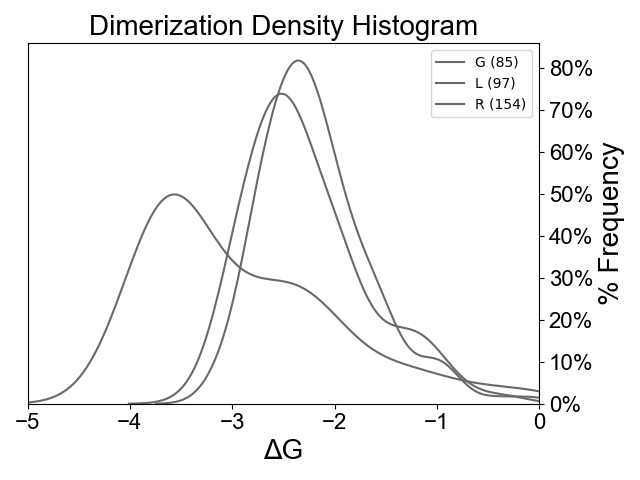 Dimerization Density Histogram
G (85)
L (97)
R (154)
80%
70%
60%
50%
40%
30%
20%
10%
0%
% Frequency
−5 −4 −3 −2 −1 0
ΔG